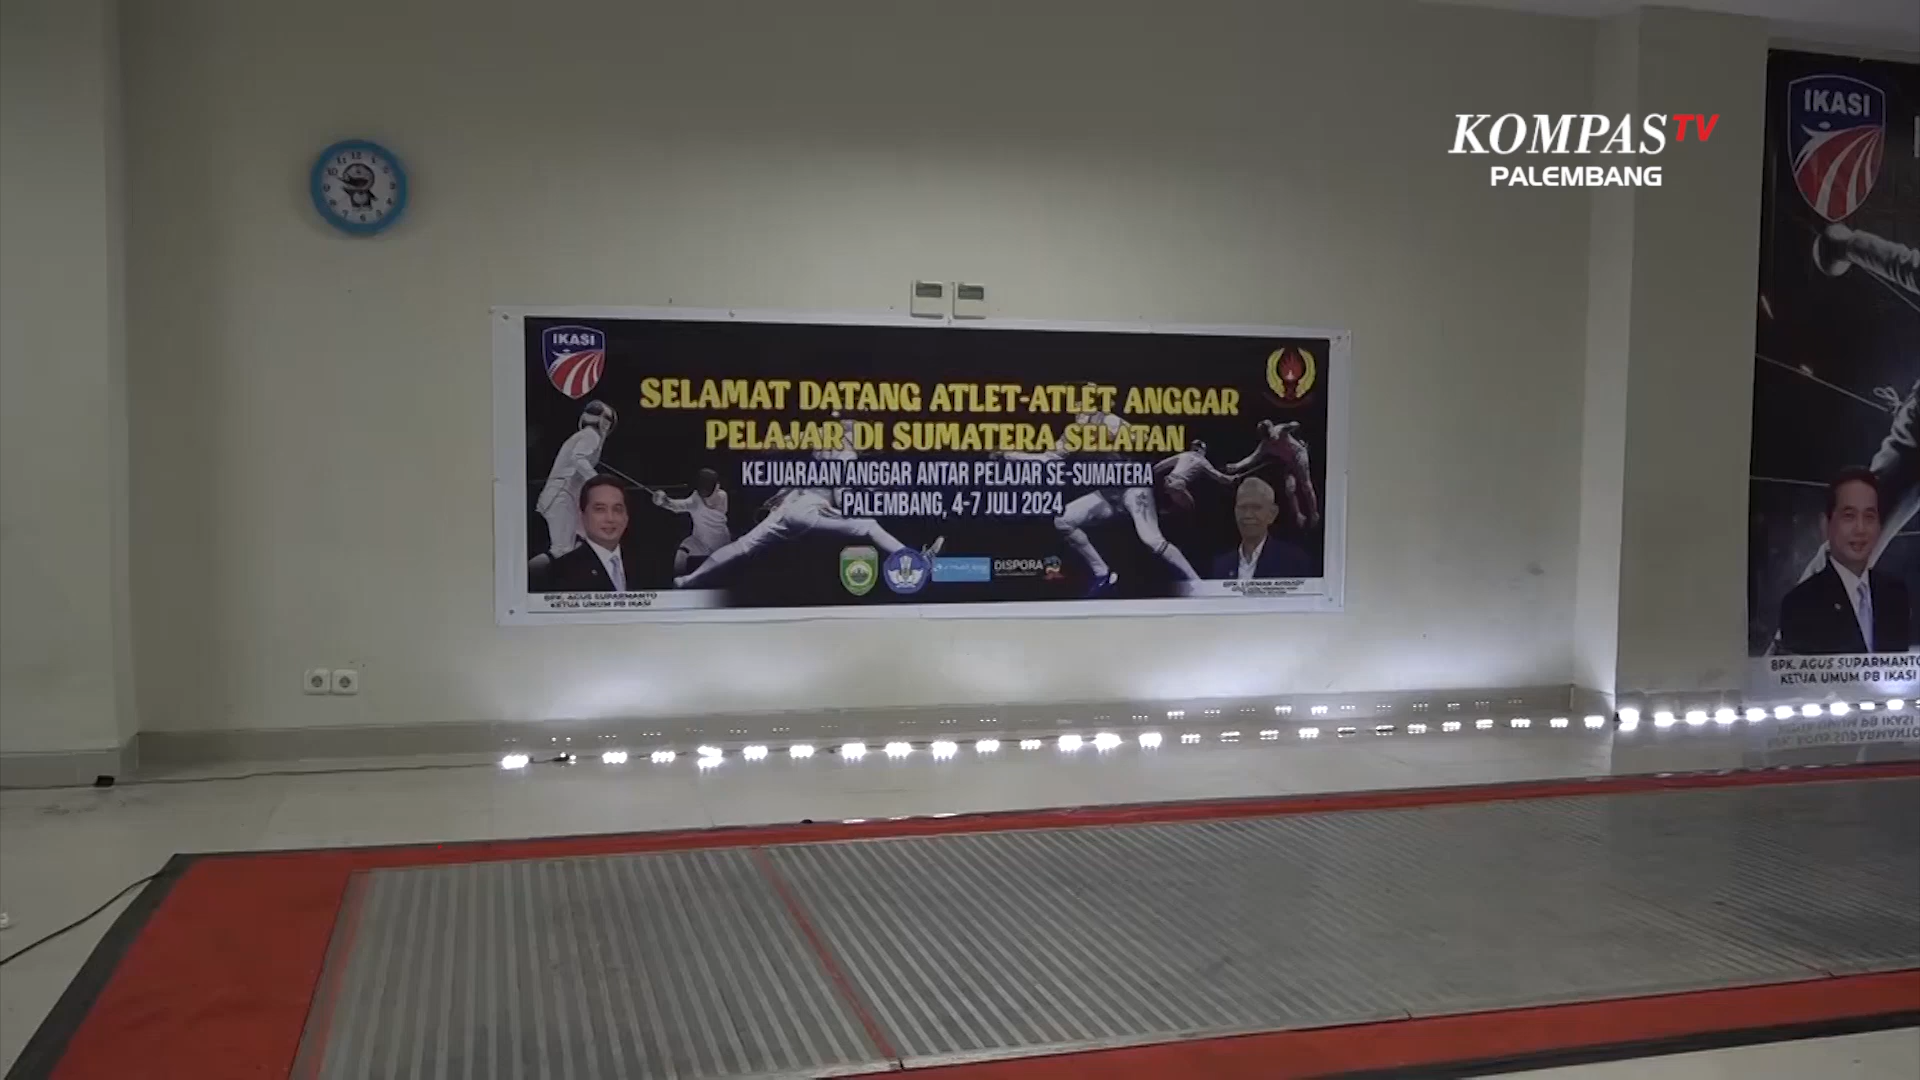 KOMPAS TV
PALEMBANG
IKASI
IKASI
SELAMAT DATANG ATLET-ATLET ANGGAR
PELAJAR DI SUMATERA SELATAN
KEJUARAAN ANGGAR ANTAR PELAJAR SE-SUMATERA
PALEMBANG, 4-7 JULI 2024
DISPORA
BPK. AGUS SUPARMANTO
KETUA UMUM PB IKASI
BPK. AGUS SUPARMANTO
KETUA UMUM PB IKASI